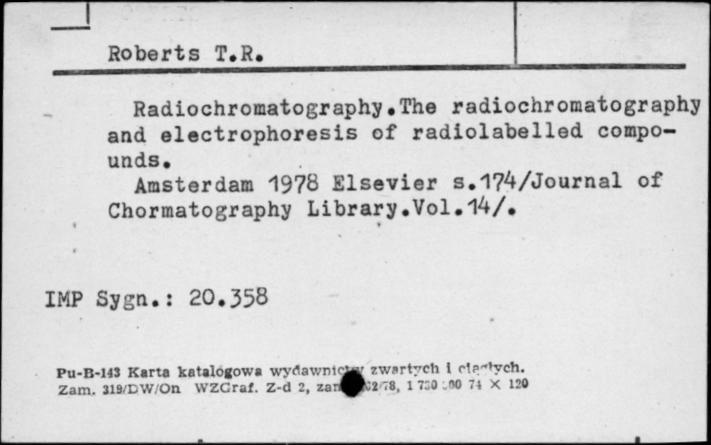 Roberts T.R.
Radiochromatography.The radiochromatography
and electrophoresis of radiolabelled compo-
unds.
Amsterdam 1978 Elsevier s.174/Journal of
Chormatography Library.Vol.14/.
IMP Sygn.: 20.358
Pu-B-143 Karta katalogowa wydawnictw zwartych i ciągłych.
Zam. 319/DW/On WZGraf. Z-d 2, 1 730 000 74 × 120